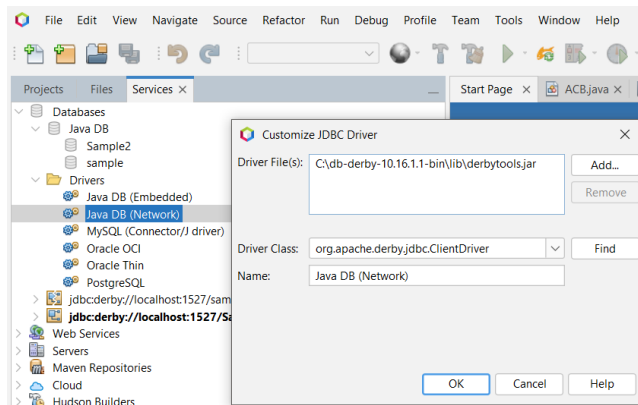 File Edit View Navigate Source Refactor Run Debug Profile Team Tools Window Help
Projects Files Services Start Page ACB.java
Databases
Java DB
Sample2
sample
Drivers
Java DB (Embedded)
Java DB (Network)
MySQL (Connector/J driver)
Oracle OCI
Oracle Thin
PostgreSQL
jdbc:derby://localhost:1527/sam
jdbc:derby://localhost:1527/Sa
Web Services
Servers
Maven Repositories
Cloud
Hudson Builders
Customize JDBC Driver
Driver File(s): C:\db-derby-10.16.1.1-bin\lib\derbytools.jar Add...
Remove
Driver Class: org.apache.derby.jdbc.ClientDriver Find
Name: Java DB (Network)
OK Cancel Help